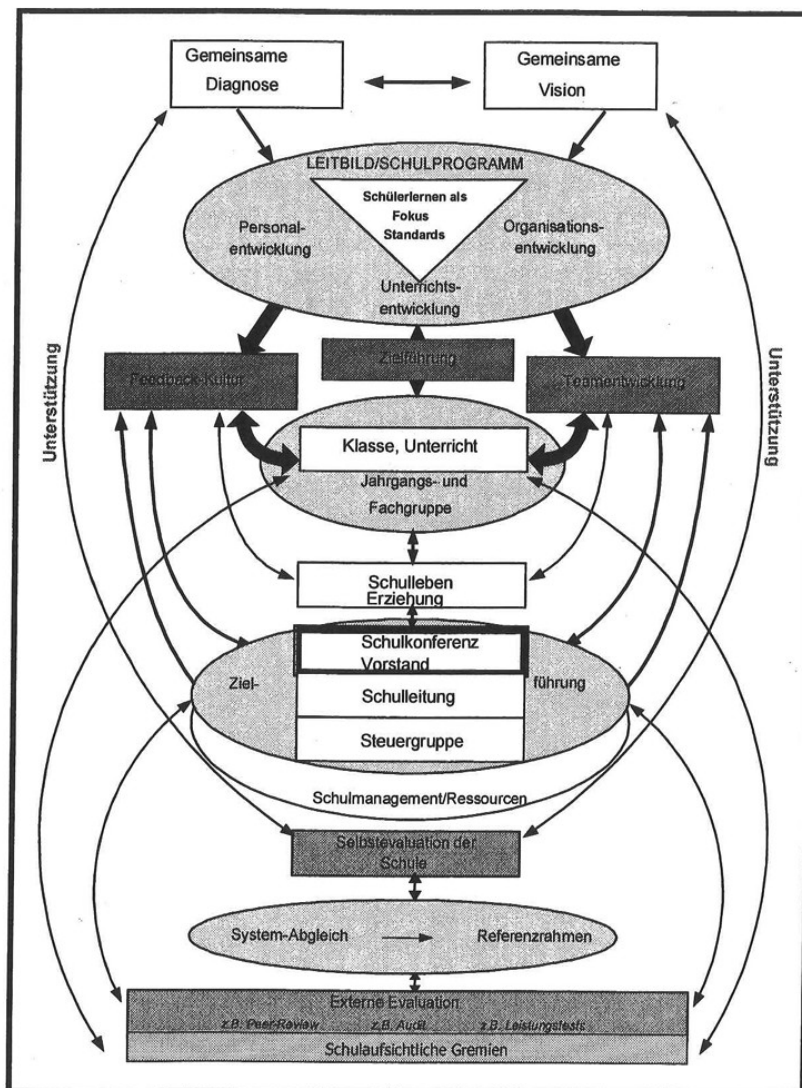 Gemeinsame
Diagnose
Gemeinsame
Vision
LEITBILD/SCHULPROGRAMM
Schülerlernen als
Fokus
Standards
Personal-
entwicklung
Organisations-
entwicklung
Unterrichts-
entwicklung
Unterstützung
Unterstützung
Feedback-Kultur
Zielführung
Teamentwicklung
Klasse, Unterricht
Jahrgangs- und
Fachgruppe
Schulleben
Erziehung
Schulkonferenz
Vorstand
Ziel-
führung
Schulleitung
Steuergruppe
Schulmanagement/Ressourcen
Selbstevaluation der
Schule
System-Abgleich
Referenzrahmen
Externe Evaluation
z.B. Peer-Review z.B. Audit z.B. Leistungstests
Schulaufsichtliche Gremien